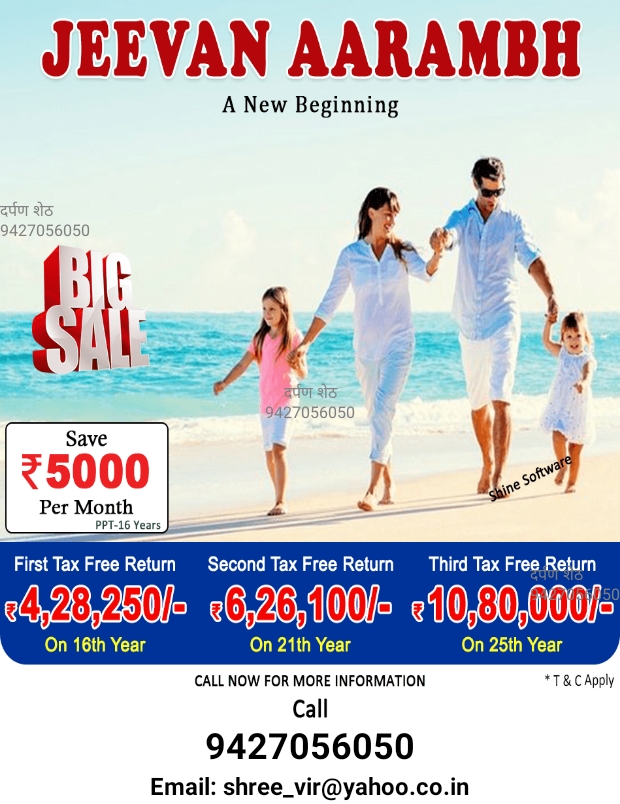 JEEVAN AARAMBH
A New Beginning
दर्पण शेठ
9427056050
BIG
SALE
दर्पण शेठ
9427056050
Save
₹5000
Per Month
PPT-16 Years
Shine Software
First Tax Free Return
₹4,28,250/-
On 16th Year
Second Tax Free Return
₹6,26,100/-
On 21th Year
Third Tax Free Return
₹10,80,000/-
On 25th Year
दर्पण शेठ
9427056050
CALL NOW FOR MORE INFORMATION
* T & C Apply
Call
9427056050
Email: shree_vir@yahoo.co.in